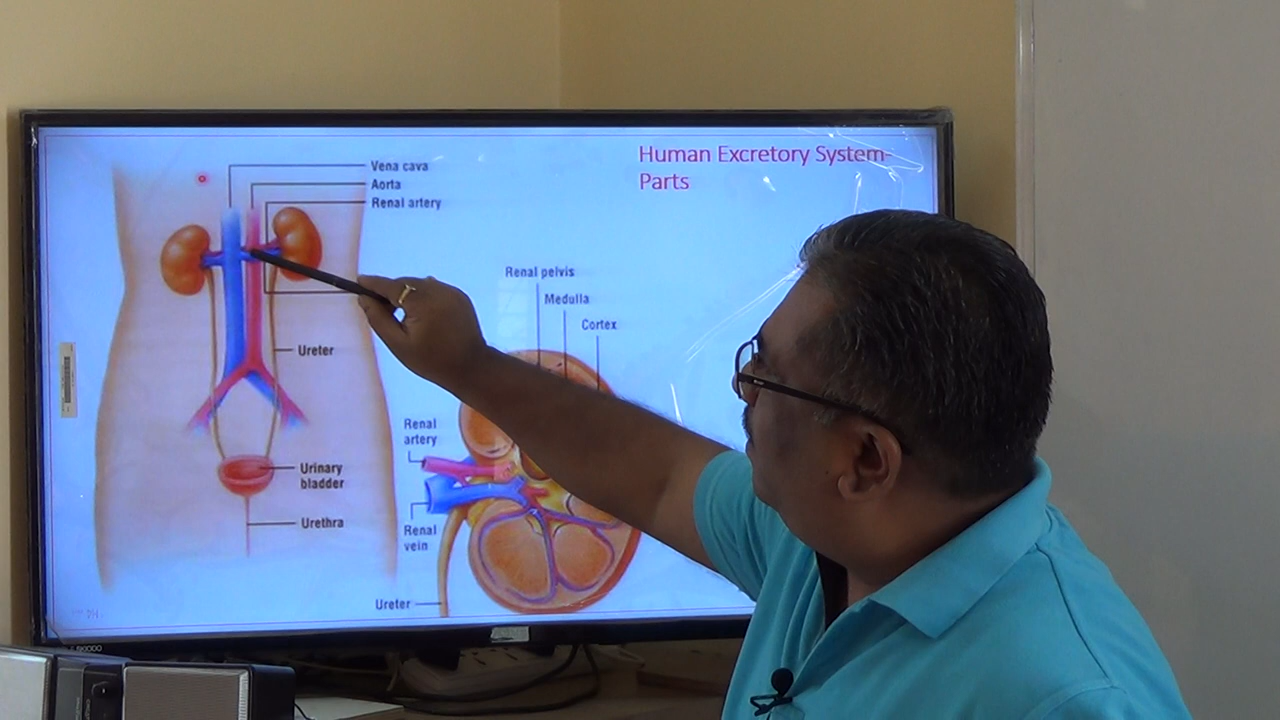 Human Excretory System-
Parts
Vena cava
Aorta
Renal artery
Ureter
Urinary
bladder
Urethra
Renal pelvis
Medulla
Cortex
Renal
artery
Renal
vein
Ureter